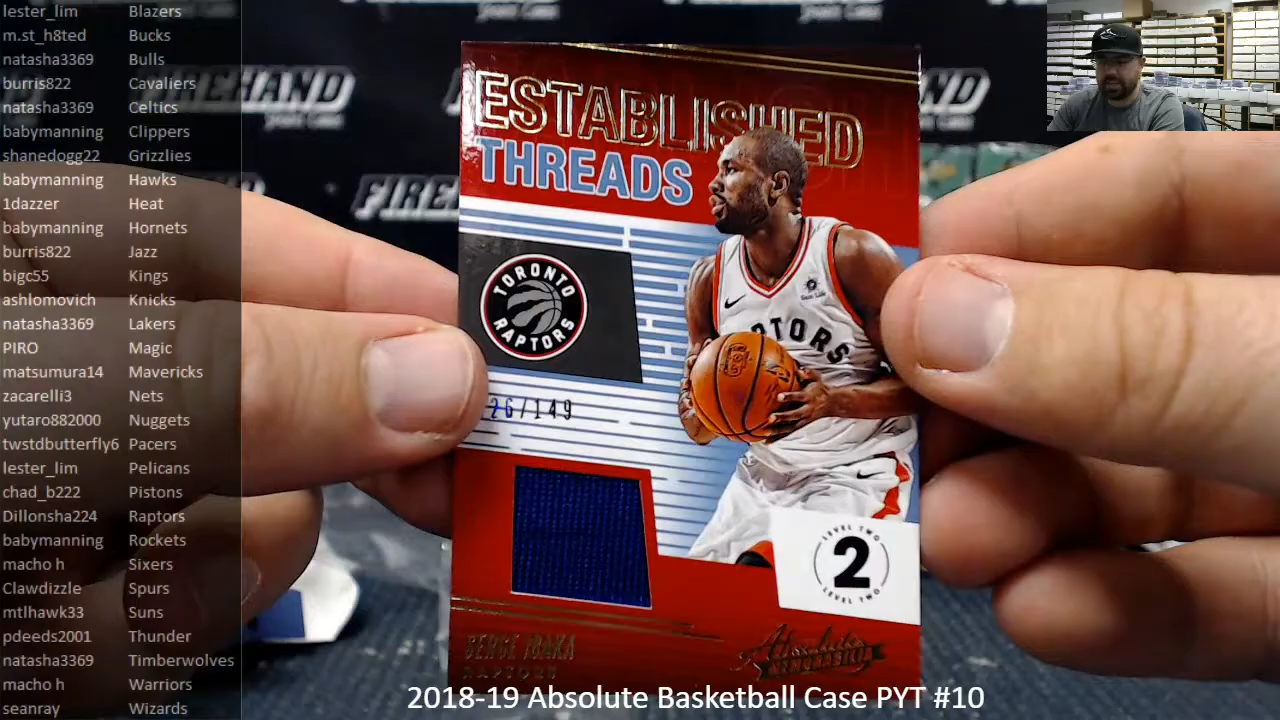 lester_lim Blazers
m.st_h8ted Bucks
natasha3369 Bulls
burris822 Cavaliers
natasha3369 Celtics
babymanning Clippers
shanedogg22 Grizzlies
babymanning Hawks
1dazzer Heat
babymanning Hornets
burris822 Jazz
bigc55 Kings
ashlomovich Knicks
natasha3369 Lakers
PIRO Magic
matsumura14 Mavericks
zacarelli3 Nets
yutaro882000 Nuggets
twstdbutterfly6 Pacers
lester_lim Pelicans
chad_b222 Pistons
Dillonsha224 Raptors
babymanning Rockets
macho h Sixers
Clawdizzle Spurs
mtlhawk33 Suns
pdeeds2001 Thunder
natasha3369 Timberwolves
macho h Warriors
seanray Wizards
ESTABLISHED
THREADS
TORONTO
RAPTORS
26/149
LEVEL TWO
2
LEVEL TWO
SERGE IBAKA
RAPTORS
Absolute
2018-19 Absolute Basketball Case PYT #10